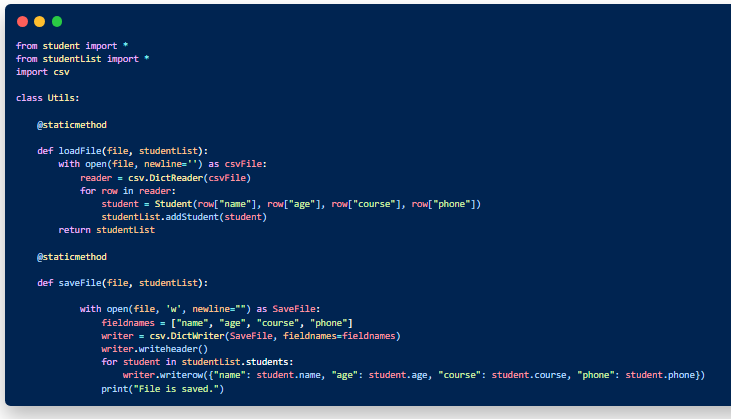 from student import *
from studentList import *
import csv

class Utils:

    @staticmethod

    def loadFile(file, studentList):
        with open(file, newline='') as csvFile:
            reader = csv.DictReader(csvFile)
            for row in reader:
                student = Student(row["name"], row["age"], row["course"], row["phone"])
                studentList.addStudent(student)
        return studentList

    @staticmethod

    def saveFile(file, studentList):

            with open(file, 'w', newline="") as SaveFile:
                fieldnames = ["name", "age", "course", "phone"]
                writer = csv.DictWriter(SaveFile, fieldnames=fieldnames)
                writer.writeheader()
                for student in studentList.students:
                    writer.writerow({"name": student.name, "age": student.age, "course": student.course, "phone": student.phone})
                print("File is saved.")